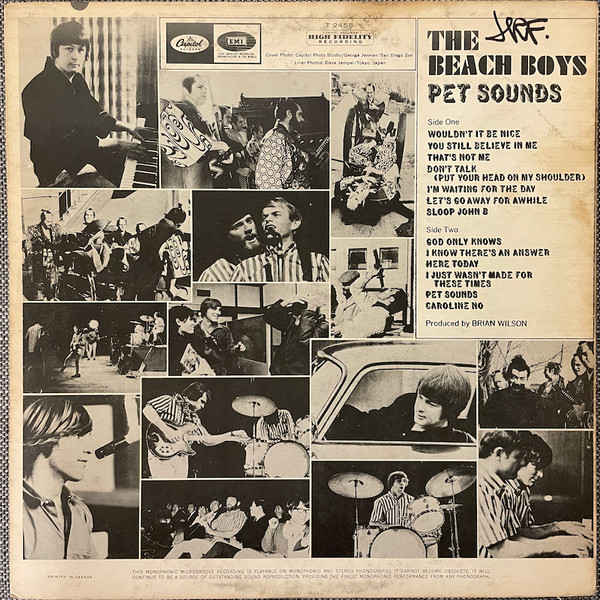 T 2458
Capitol
RECORDS
EMI
HIGH FIDELITY
RECORDING
Cover Photo: Capitol Photo Studio/George Jerman/San Diego Zoo
Liner Photos: Dave Jampel/Tokyo, Japan
JRF.
THE
BEACH BOYS
PET SOUNDS
Side One
WOULDN'T IT BE NICE
YOU STILL BELIEVE IN ME
THAT'S NOT ME
DON'T TALK
(PUT YOUR HEAD ON MY SHOULDER)
I'M WAITING FOR THE DAY
LET'S GO AWAY FOR AWHILE
SLOOP JOHN B
Side Two
GOD ONLY KNOWS
I KNOW THERE'S AN ANSWER
HERE TODAY
I JUST WASN'T MADE FOR
THESE TIMES
PET SOUNDS
CAROLINE NO
Produced by BRIAN WILSON
PRINTED IN CANADA
THIS MONOPHONIC MICROGROOVE RECORDING IS PLAYABLE ON MONOPHONIC AND STEREO PHONOGRAPHS. IT CANNOT BECOME OBSOLETE. IT WILL
CONTINUE TO BE A SOURCE OF OUTSTANDING SOUND REPRODUCTION, PROVIDING THE FINEST MONOPHONIC PERFORMANCE FROM ANY PHONOGRAPH.